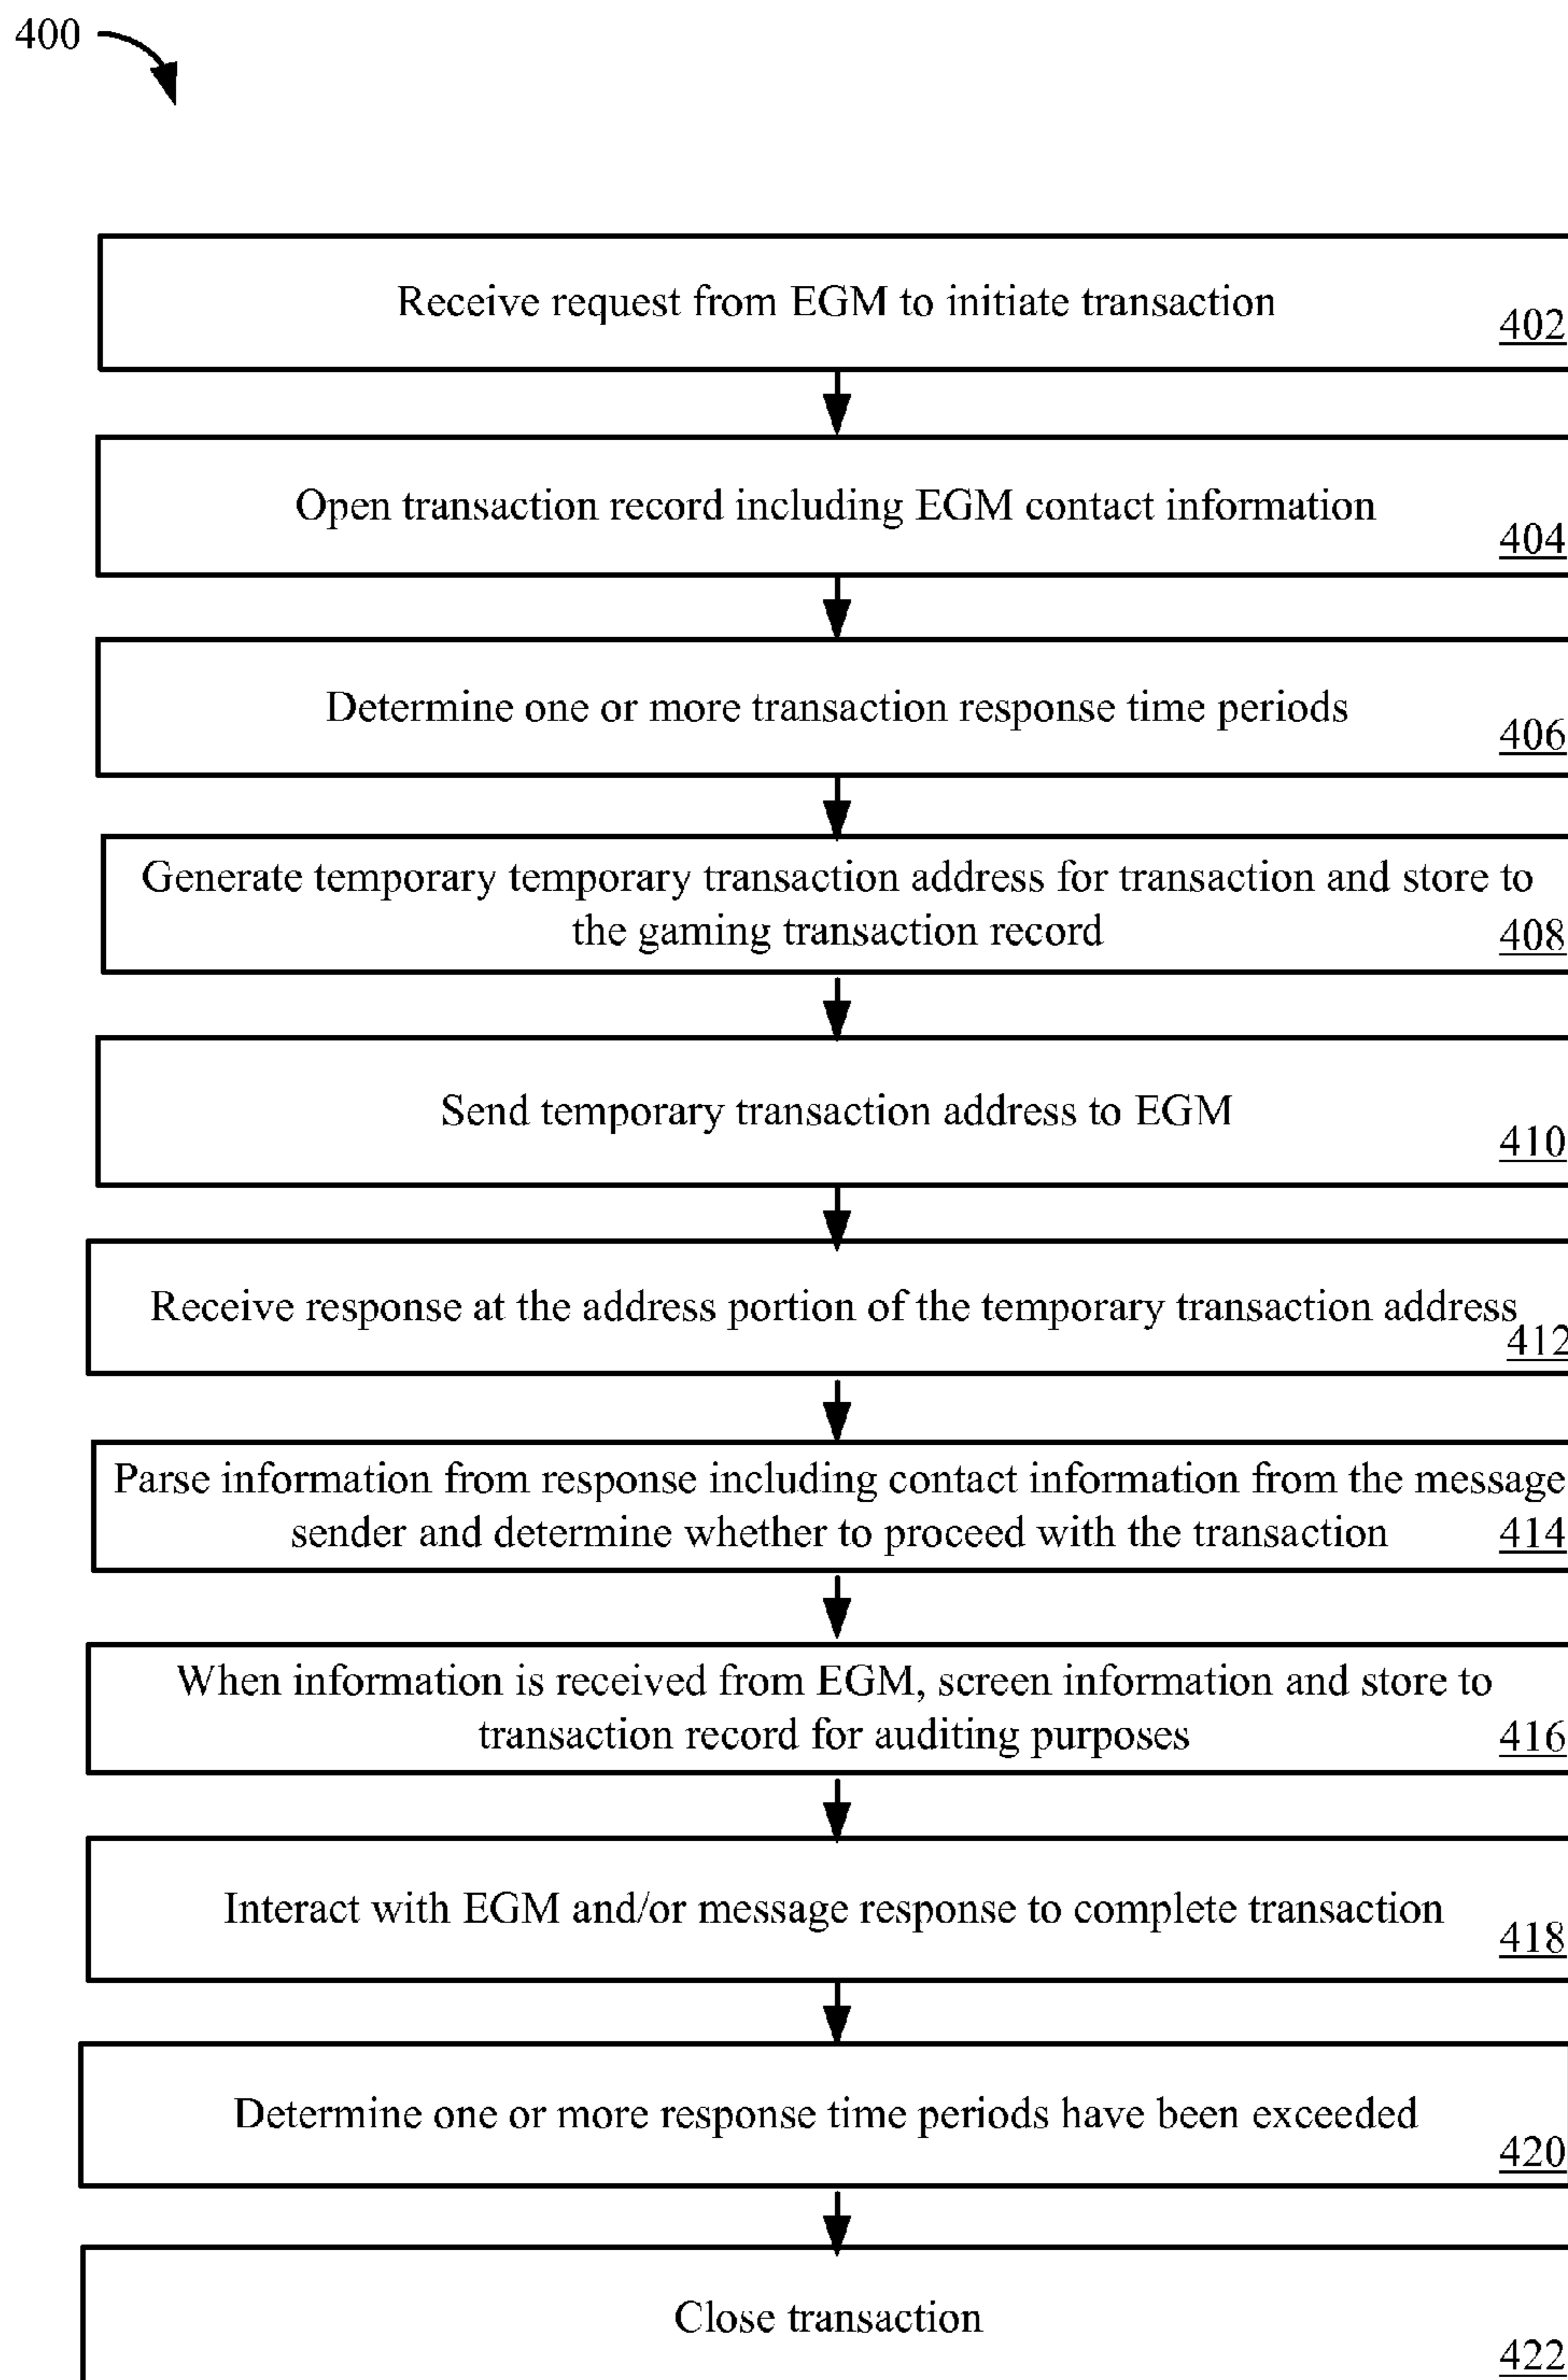 400
Receive request from EGM to initiate transaction
402
Open transaction record including EGM contact information
404
Determine one or more transaction response time periods
406
Generate temporary temporary transaction address for transaction and store to
the gaming transaction record
408
Send temporary transaction address to EGM
410
Receive response at the address portion of the temporary transaction address
412
Parse information from response including contact information from the message
sender and determine whether to proceed with the transaction
414
When information is received from EGM, screen information and store to
transaction record for auditing purposes
416
Interact with EGM and/or message response to complete transaction
418
Determine one or more response time periods have been exceeded
420
Close transaction
422